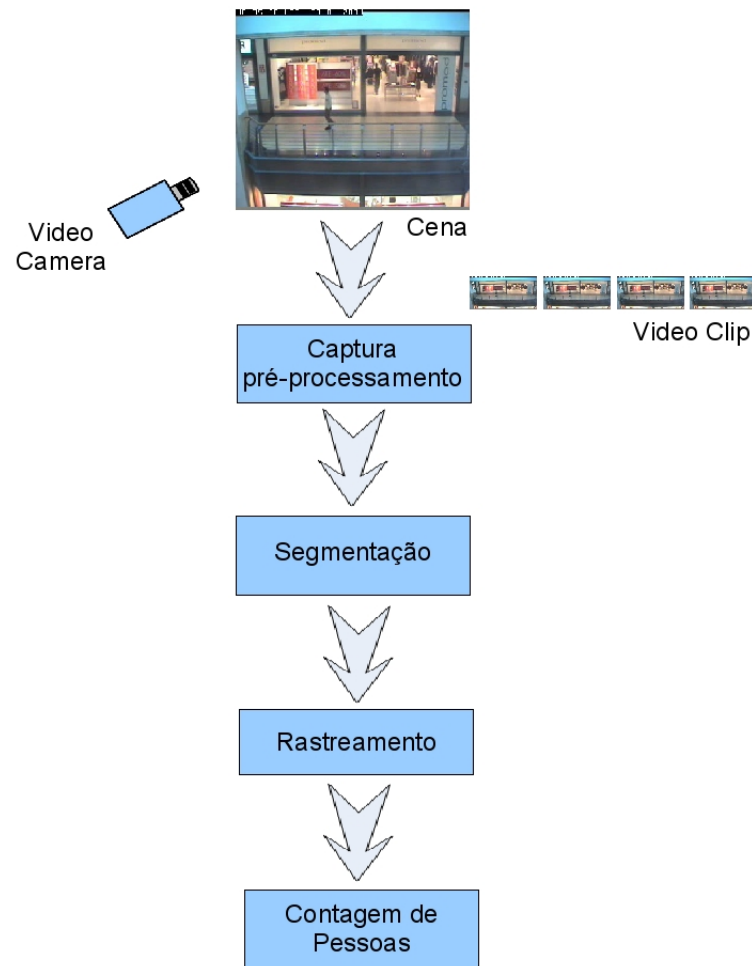 Video
Camera
Cena
Video Clip
Captura
pré-processamento
Segmentação
Rastreamento
Contagem de
Pessoas